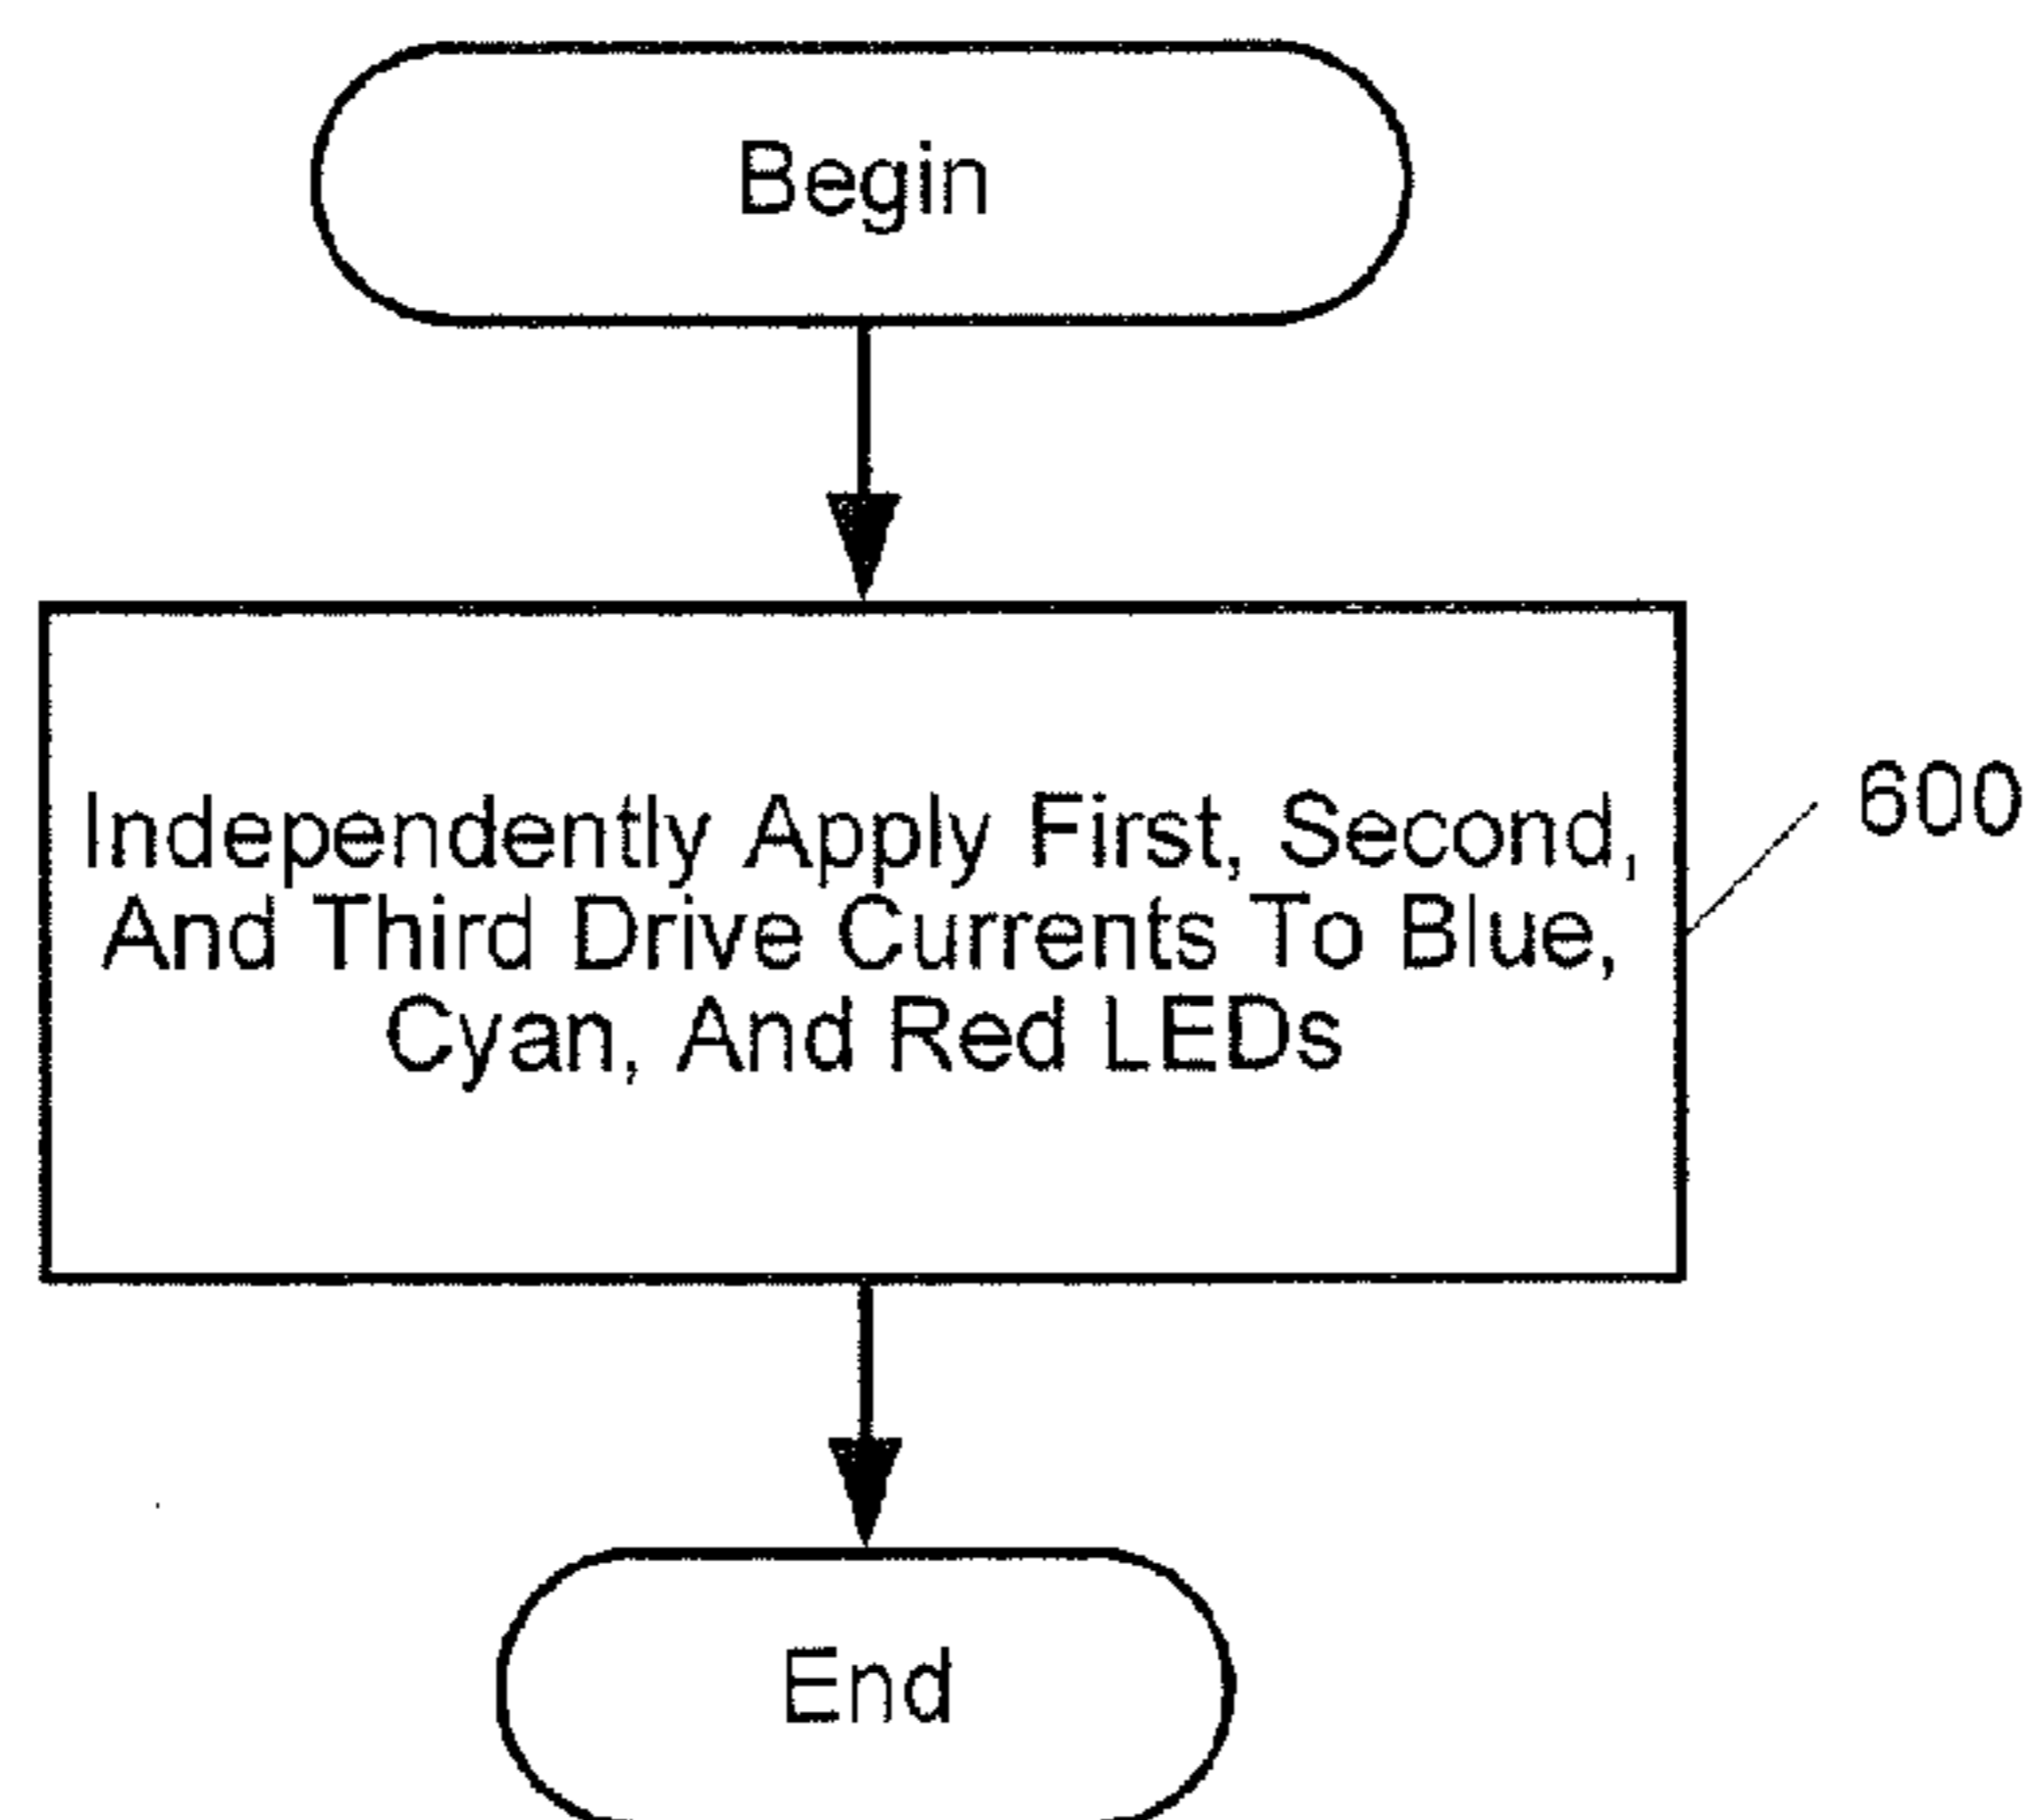 Begin
Independently Apply First, Second,
And Third Drive Currents To Blue,
Cyan, And Red LEDs
600
End